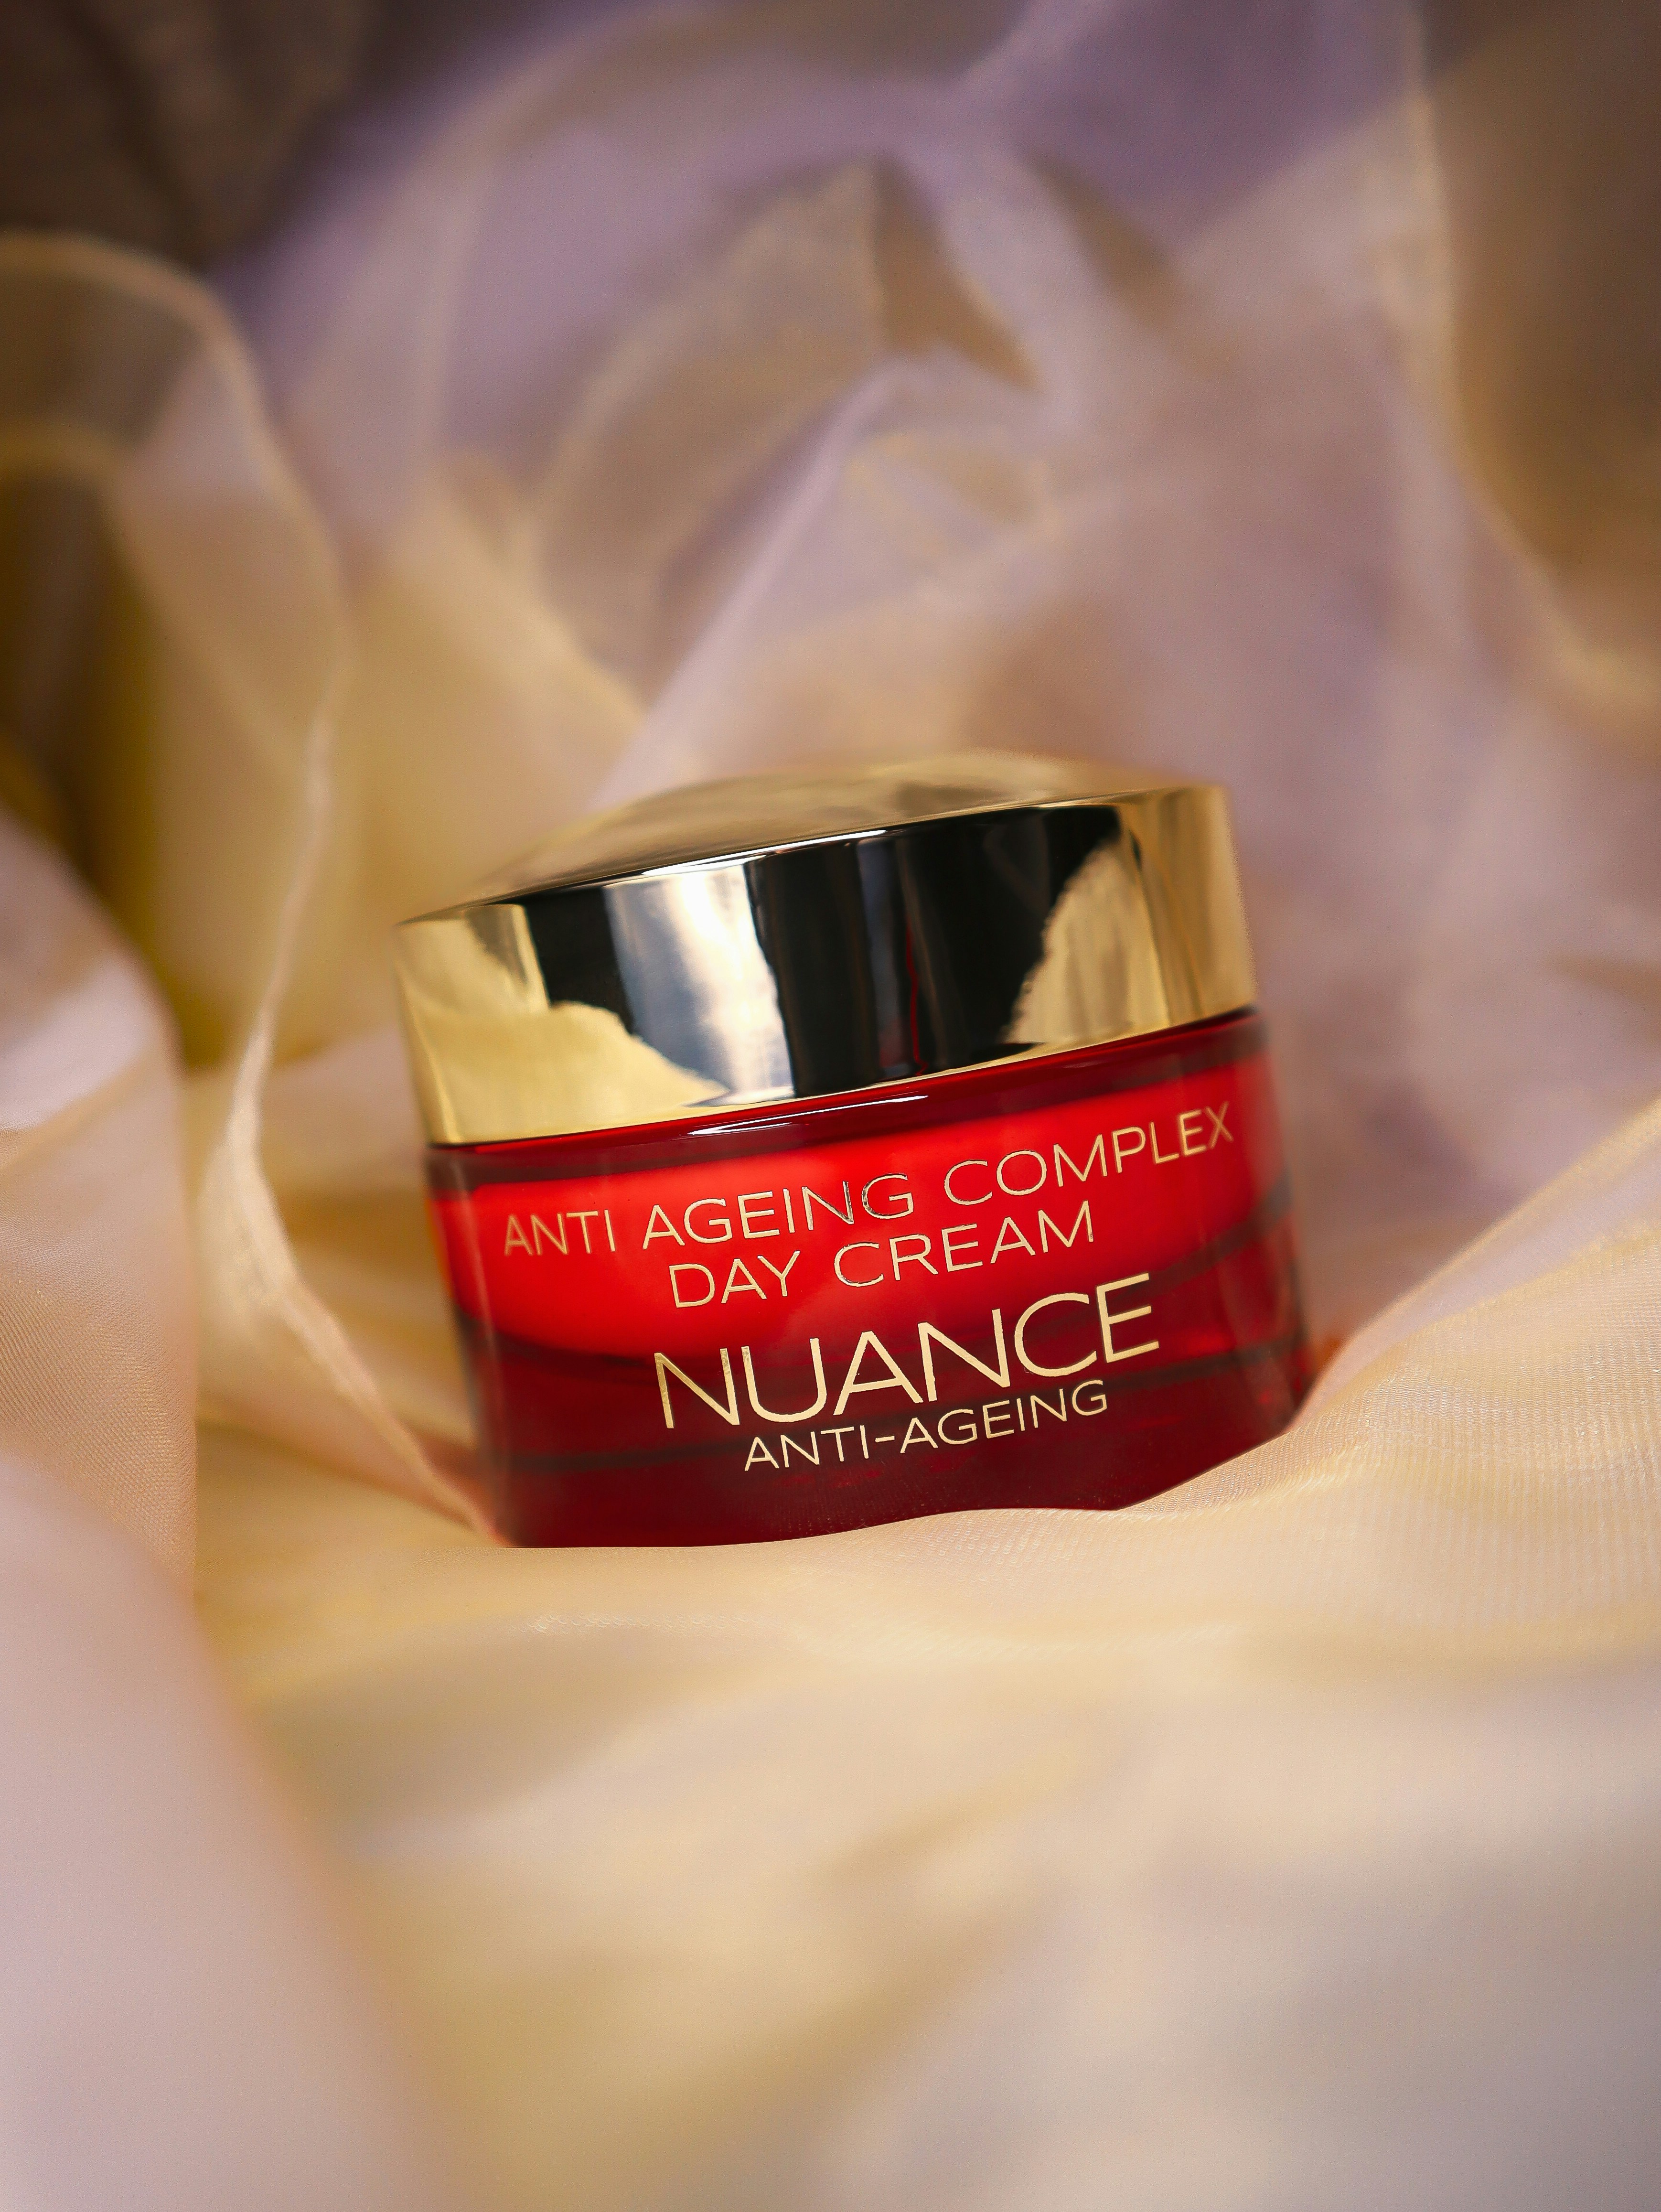 ANTI AGEING COMPLEX
DAY CREAM
NUANCE
ANTI-AGEING